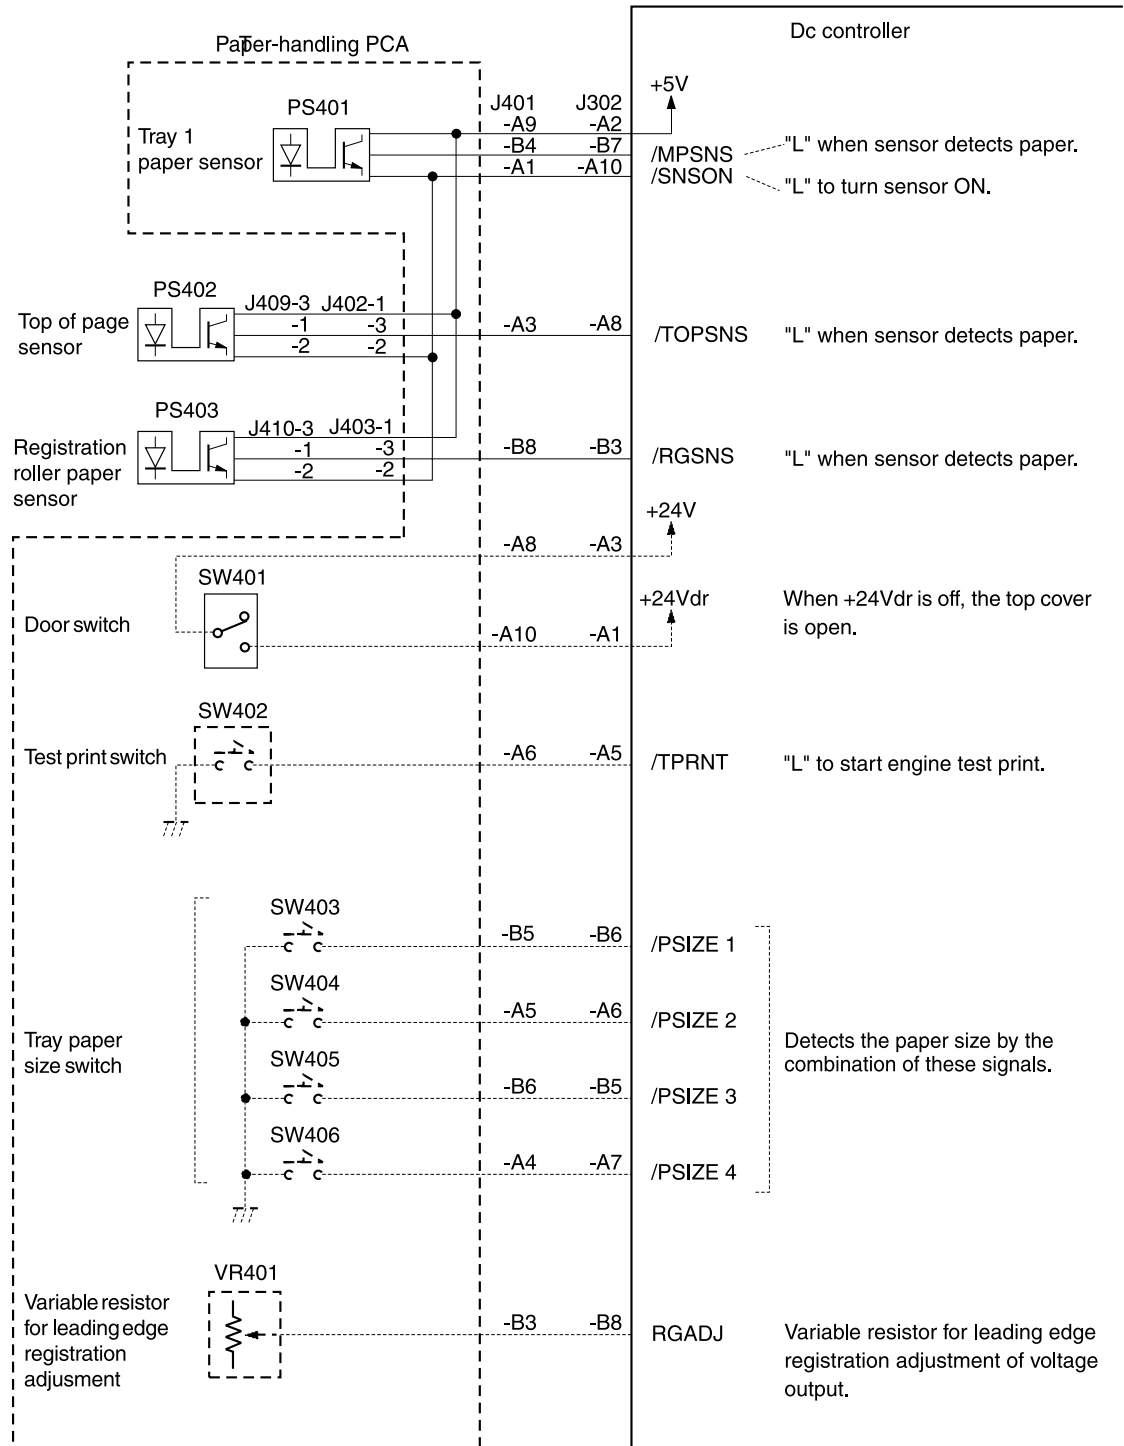 Dc controller
PaTper-handling PCA
+5V
PS401
J401 J302
-A9 -A2
Tray 1
paper sensor
-B4 -B7
/MPSNS
"L" when sensor detects paper.
-A1 -A10
/SNSON
"L" to turn sensor ON.
PS402
J409-3 J402-1
Top of page
sensor
-1 -3
-2 -2
-A3 -A8
/TOPSNS
"L" when sensor detects paper.
PS403
J410-3 J403-1
Registration
roller paper
sensor
-1 -3
-2 -2
-B8 -B3
/RGSNS
"L" when sensor detects paper.
+24V
-A8 -A3
SW401
Door switch
+24Vdr
-A10 -A1
When +24Vdr is off, the top cover
is open.
SW402
Test print switch
-A6 -A5
/TPRNT
"L" to start engine test print.
SW403
-B5 -B6
/PSIZE 1
SW404
-A5 -A6
/PSIZE 2
Tray paper
size switch
Detects the paper size by the
combination of these signals.
SW405
-B6 -B5
/PSIZE 3
SW406
-A4 -A7
/PSIZE 4
VR401
Variable resistor
for leading edge
registration
adjusment
-B3 -B8
RGADJ
Variable resistor for leading edge
registration adjustment of voltage
output.